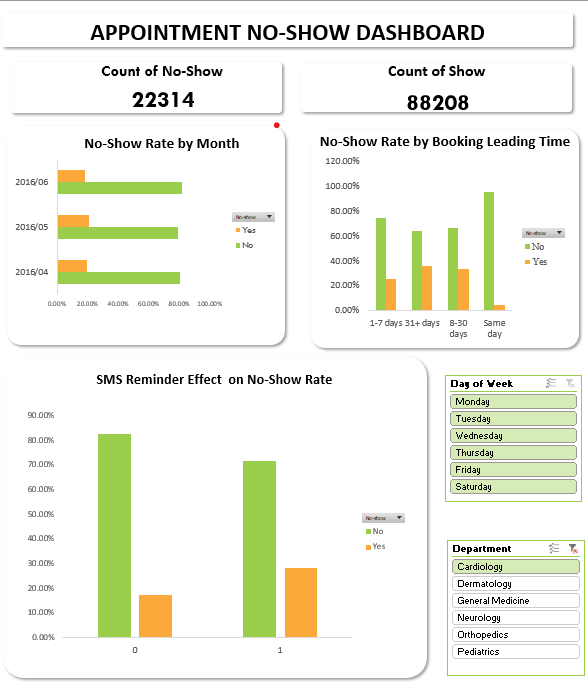 APPOINTMENT NO-SHOW DASHBOARD
Count of No-Show
22314
Count of Show
88208
No-Show Rate by Month
2016/06
2016/05
2016/04
0.00% 20.00% 40.00% 60.00% 80.00% 100.00%
No-show
Yes
No
No-Show Rate by Booking Leading Time
120.00%
100.00%
80.00%
60.00%
40.00%
20.00%
0.00%
1-7 days 31+ days 8-30 days Same day
No-show
No
Yes
SMS Reminder Effect on No-Show Rate
90.00%
80.00%
70.00%
60.00%
50.00%
40.00%
30.00%
20.00%
10.00%
0.00%
0 1
No-show
No
Yes
Day of Week
Monday
Tuesday
Wednesday
Thursday
Friday
Saturday
Department
Cardiology
Dermatology
General Medicine
Neurology
Orthopedics
Pediatrics